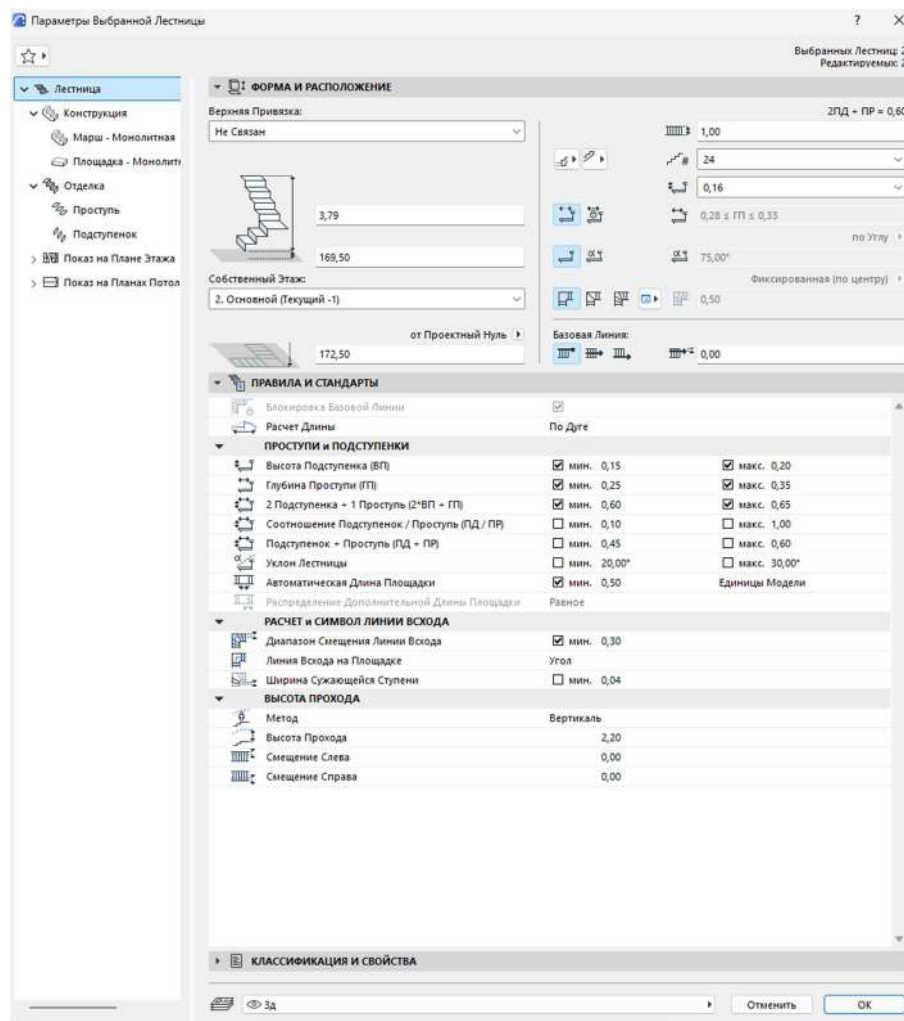 Параметры Выбранной Лестницы
?
Выбранных Лестниц: 2
Редактируемых: 2
Лестница
Конструкция
Марш - Монолитная
Площадка - Монолитн
Отделка
Проступь
Подступенок
Показ на Плане Этажа
Показ на Планах Потол
ФОРМА И РАСПОЛОЖЕНИЕ
Верхняя Привязка:
Не Связан
3,79
169,50
Собственный Этаж:
2. Основной (Текущий -1)
от Проектный Нуль
172,50
2ПД + ПР = 0,60
1,00
24
0,16
0,28 ≤ ГП ≤ 0,33
по Углу
75,00°
Фиксированная (по центру)
0,50
Базовая Линия:
0,00
ПРАВИЛА И СТАНДАРТЫ
Блокировка Базовой Линии
Расчет Длины По Дуге
ПРОСТУПИ и ПОДСТУПЕНКИ
Высота Подступенка (ВП) мин. 0,15 макс. 0,20
Глубина Проступи (ГП) мин. 0,25 макс. 0,35
2 Подступенка + 1 Проступь (2*ВП + ГП) мин. 0,60 макс. 0,65
Соотношение Подступенок / Проступь (ПД / ПР) мин. 0,10 макс. 1,00
Подступенок + Проступь (ПД + ПР) мин. 0,45 макс. 0,60
Уклон Лестницы мин. 20,00° макс. 30,00°
Автоматическая Длина Площадки мин. 0,50 Единицы Модели
Распределение Дополнительной Длины Площадки Равное
РАСЧЕТ и СИМВОЛ ЛИНИИ ВСХОДА
Диапазон Смещения Линии Всхода мин. 0,30
Линия Всхода на Площадке Угол
Ширина Сужающейся Ступени мин. 0,04
ВЫСОТА ПРОХОДА
Метод Вертикаль
Высота Прохода 2,20
Смещение Слева 0,00
Смещение Справа 0,00
КЛАССИФИКАЦИЯ И СВОЙСТВА
3д
Отменить
OK